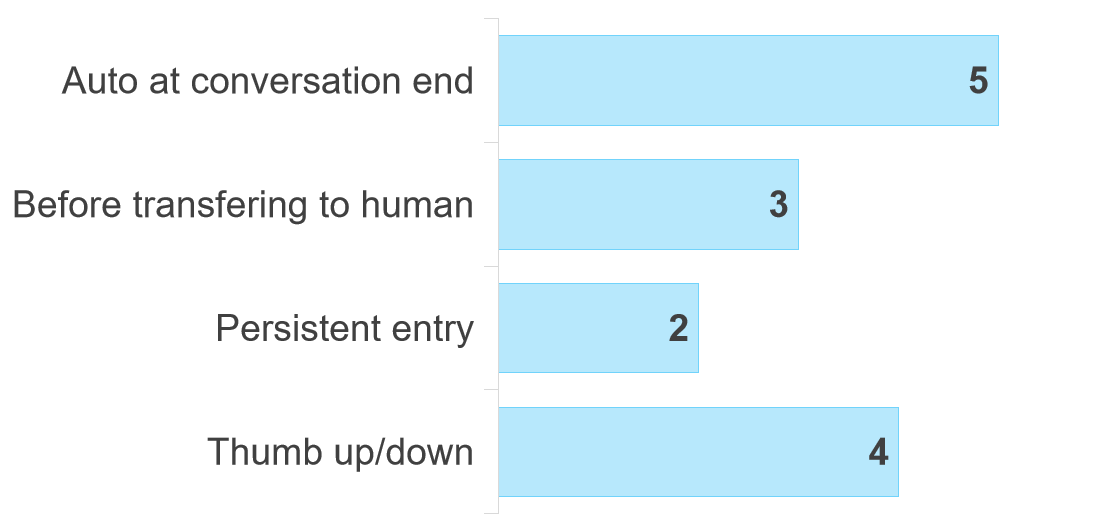 Auto at conversation end 5
Before transfering to human 3
Persistent entry 2
Thumb up/down 4